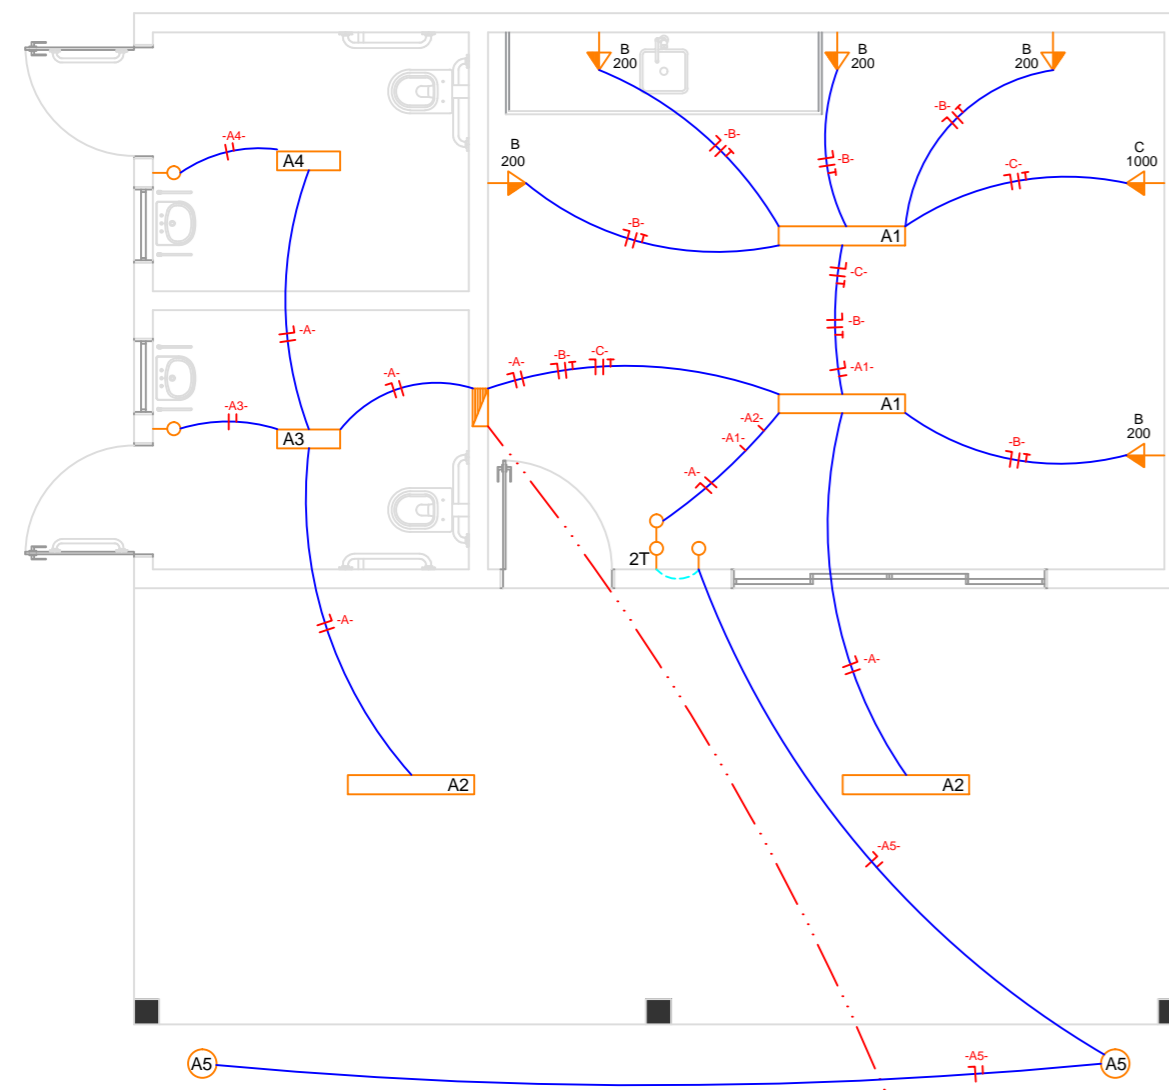 B
200
B
200
B
200
-B-
-B-
-B-
-A4-
A4
B
200
C
1000
-C-
-B-
A1
-C-
-B-
-A-
-A1-
-A-
-B-
-C-
-A-
A1
-A3-
A3
-A2-
-A1-
-A-
B
200
-B-
2T
-A-
-A-
A2
A2
-A5-
A5
-A5-
A5